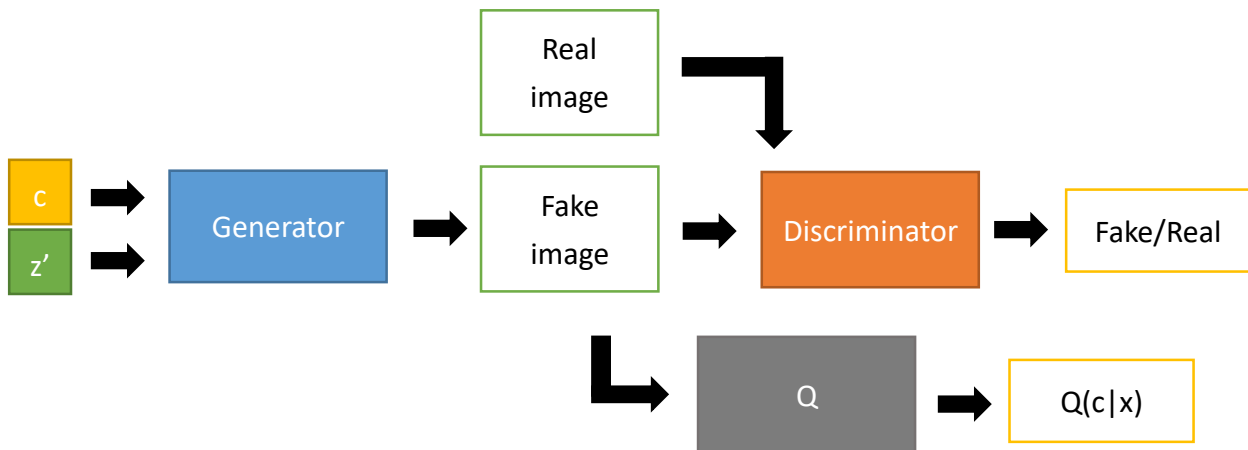 Real
image
c
z’
Generator
Fake
image
Discriminator
Fake/Real
Q
Q(c|x)